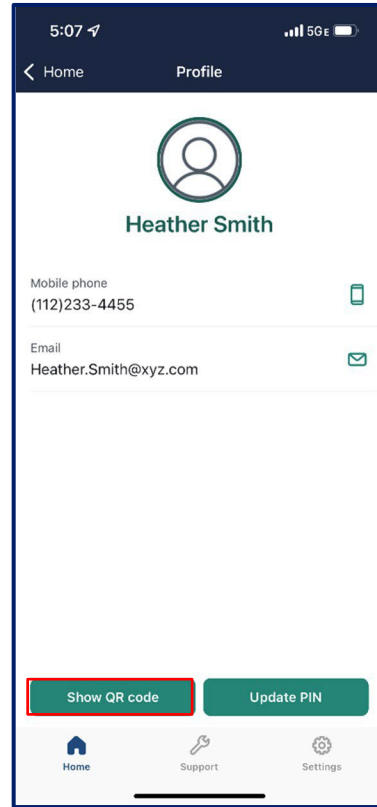 5:07 5GE
Home Profile
Heather Smith
Mobile phone
(112)233-4455
Email
Heather.Smith@xyz.com
Show QR code Update PIN
Home Support Settings